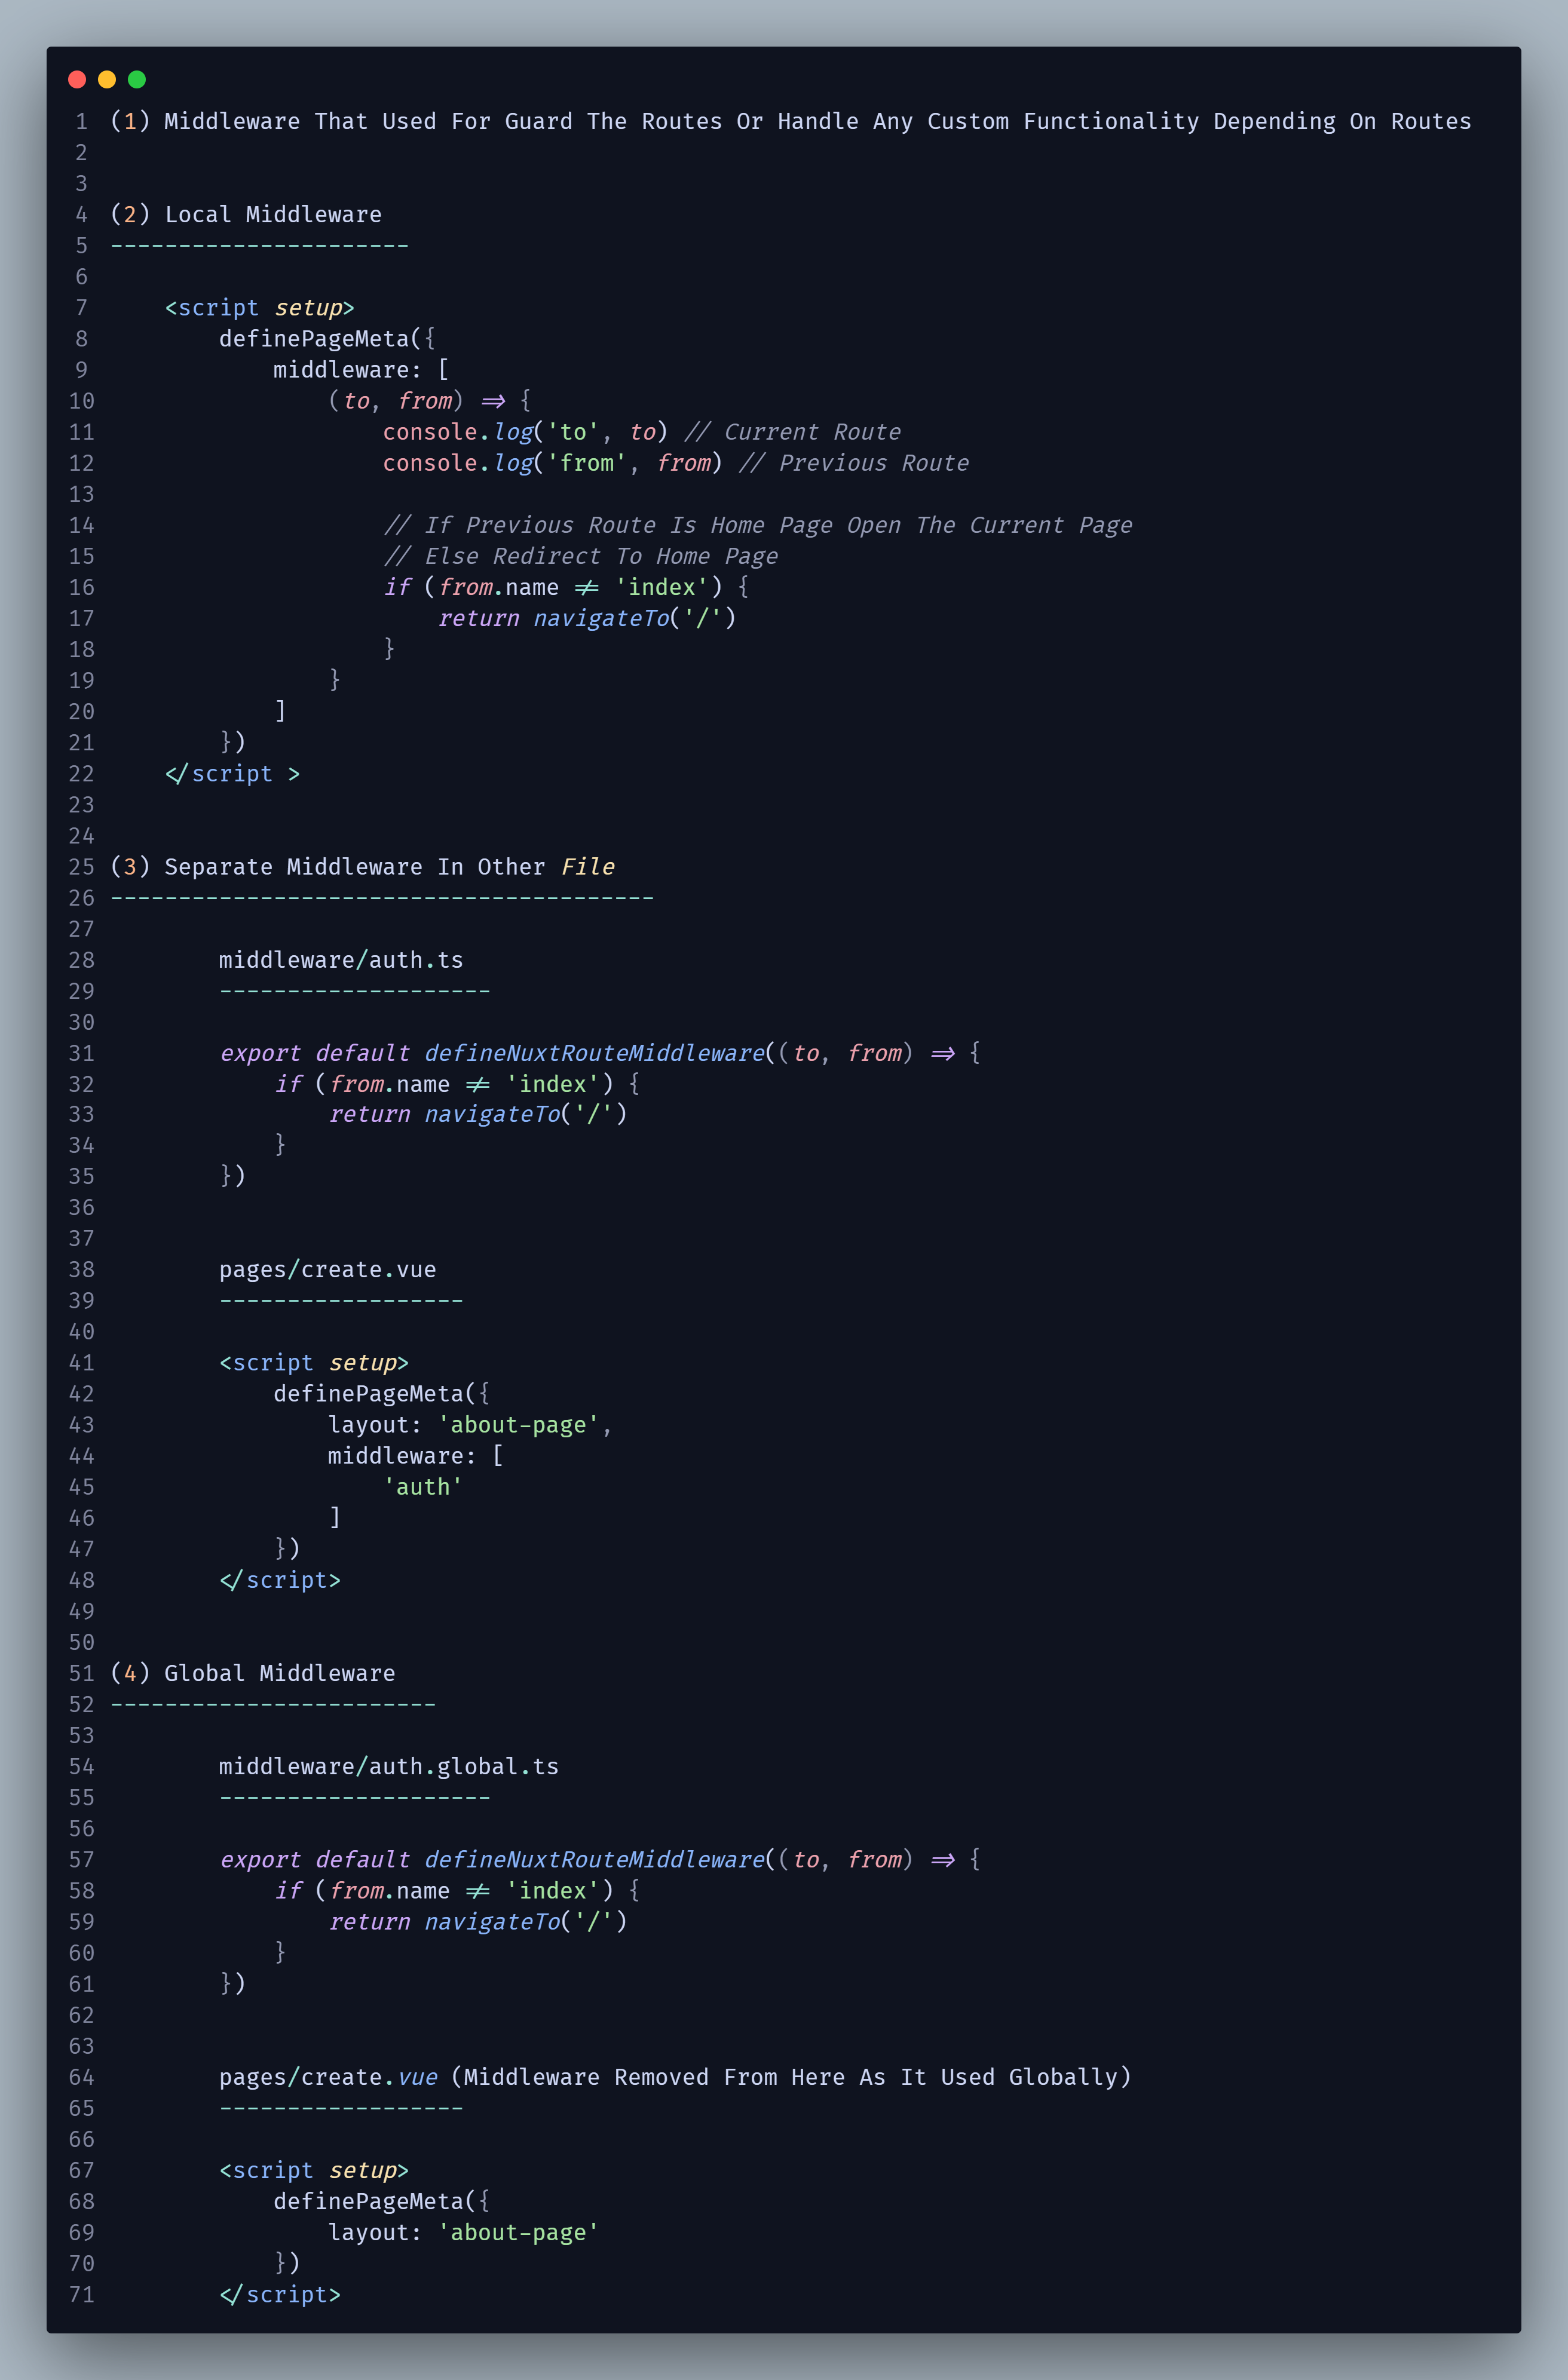 1 (1) Middleware That Used For Guard The Routes Or Handle Any Custom Functionality Depending On Routes
2
3
4 (2) Local Middleware
5 ----------------------
6
7     <script setup>
8         definePageMeta({
9             middleware: [
10                 (to, from) => {
11                     console.log('to', to) // Current Route
12                     console.log('from', from) // Previous Route
13
14                     // If Previous Route Is Home Page Open The Current Page
15                     // Else Redirect To Home Page
16                     if (from.name != 'index') {
17                         return navigateTo('/')
18                     }
19                 }
20             ]
21         })
22     </script >
23
24
25 (3) Separate Middleware In Other File
26 ----------------------------------------
27
28         middleware/auth.ts
29         --------------------
30
31         export default defineNuxtRouteMiddleware((to, from) => {
32             if (from.name != 'index') {
33                 return navigateTo('/')
34             }
35         })
36
37
38         pages/create.vue
39         ------------------
40
41         <script setup>
42             definePageMeta({
43                 layout: 'about-page',
44                 middleware: [
45                     'auth'
46                 ]
47             })
48         </script>
49
50
51 (4) Global Middleware
52 ------------------------
53
54         middleware/auth.global.ts
55         --------------------
56
57         export default defineNuxtRouteMiddleware((to, from) => {
58             if (from.name != 'index') {
59                 return navigateTo('/')
60             }
61         })
62
63
64         pages/create.vue (Middleware Removed From Here As It Used Globally)
65         ------------------
66
67         <script setup>
68             definePageMeta({
69                 layout: 'about-page'
70             })
71         </script>